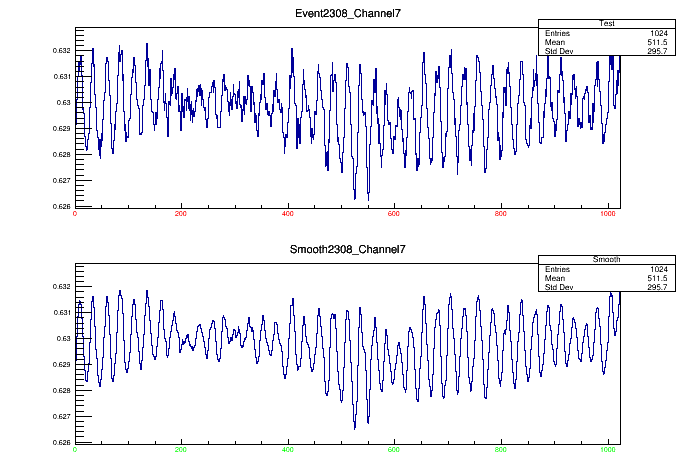 Event2308_Channel7
Test
Entries 1024
Mean 511.5
Std Dev 295.7
0.632
0.631
0.63
0.629
0.628
0.627
0.626
0 200 400 600 800 1000
Smooth2308_Channel7
Smooth
Entries 1024
Mean 511.5
Std Dev 295.7
0.632
0.631
0.63
0.629
0.628
0.627
0.626
0 200 400 600 800 1000